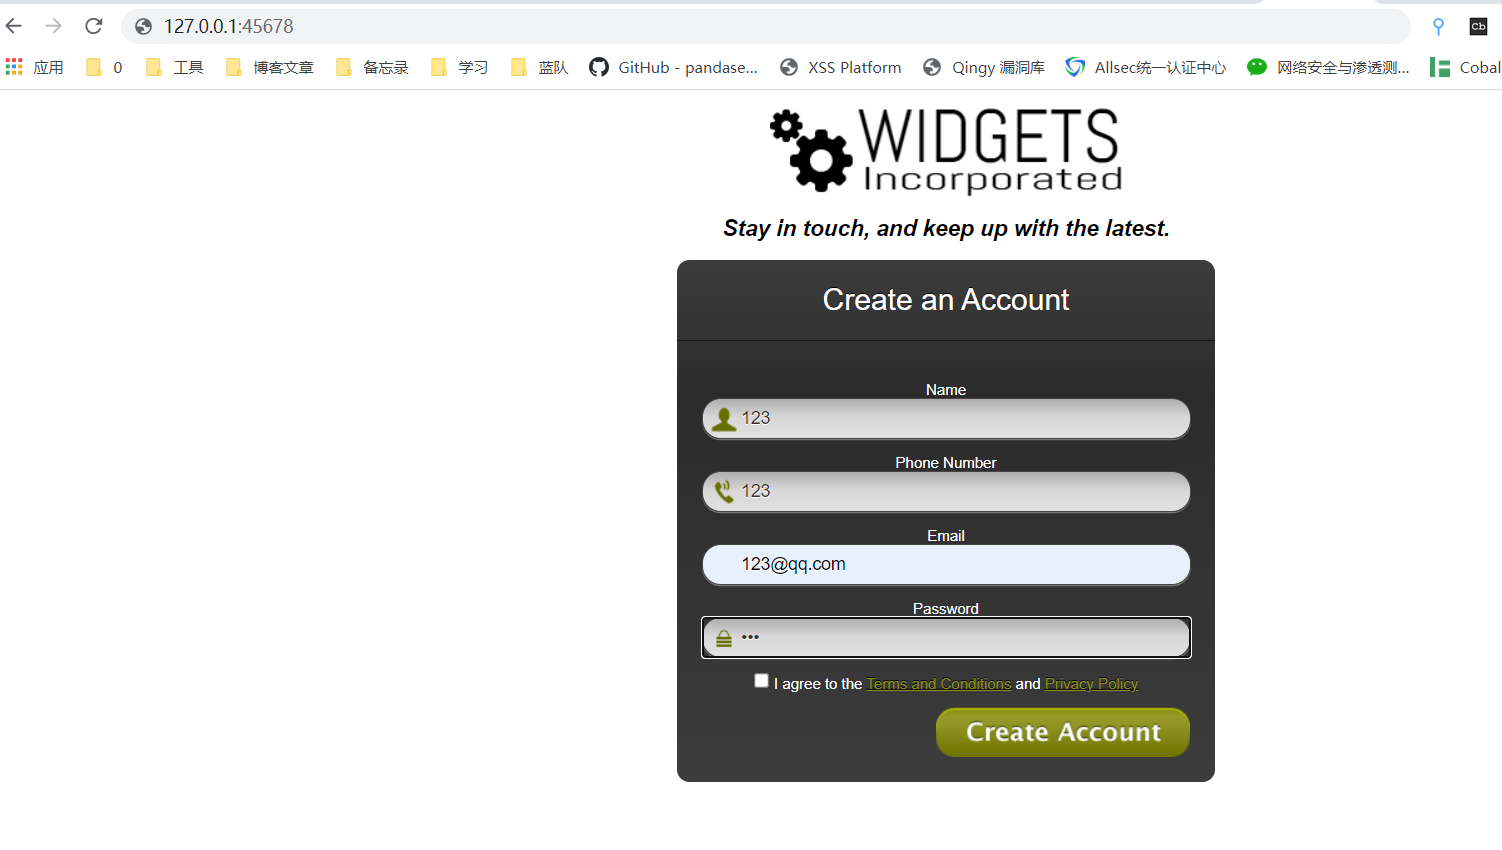 127.0.0.1:45678
应用 0 工具 博客文章 备忘录 学习 蓝队 GitHub - pandase... XSS Platform Qingy 漏洞库 Allsec统一认证中心 网络安全与渗透测... Cobal
cb
WIDGETS
Incorporated
Stay in touch, and keep up with the latest.
Create an Account
Name
123
Phone Number
123
Email
123@qq.com
Password
•••
I agree to the Terms and Conditions and Privacy Policy
Create Account